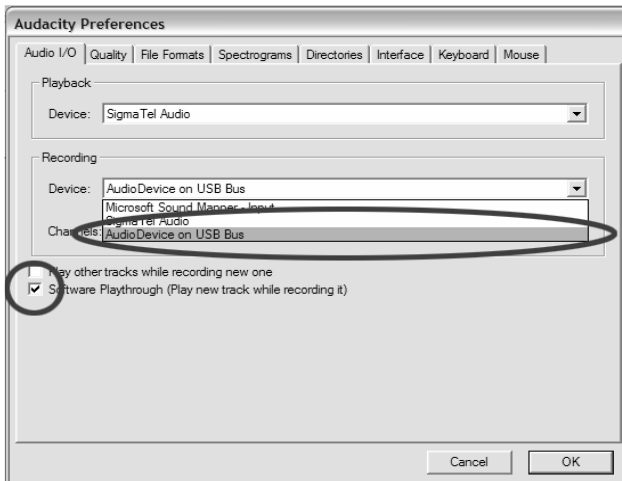 Audacity Preferences
Audio I/O Quality File Formats Spectrograms Directories Interface Keyboard Mouse
Playback
Device: SigmaTel Audio
Recording
Device: AudioDevice on USB Bus
Microsoft Sound Mapper - Input
SigmaTel Audio
Channels: AudioDevice on USB Bus
Play other tracks while recording new one
Software Playthrough (Play new track while recording it)
Cancel OK